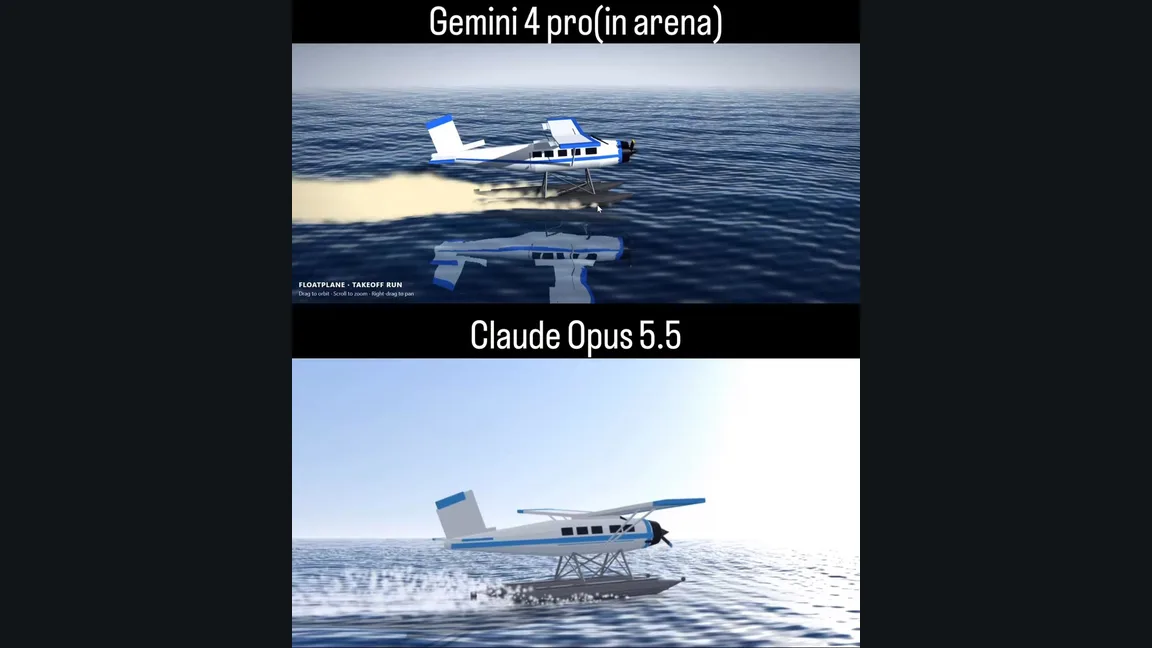 Gemini 4 pro(in arena)
FLOATPLANE · TAKEOFF RUN
Drag to orbit · Scroll to zoom · Right-drag to pan
Claude Opus 5.5